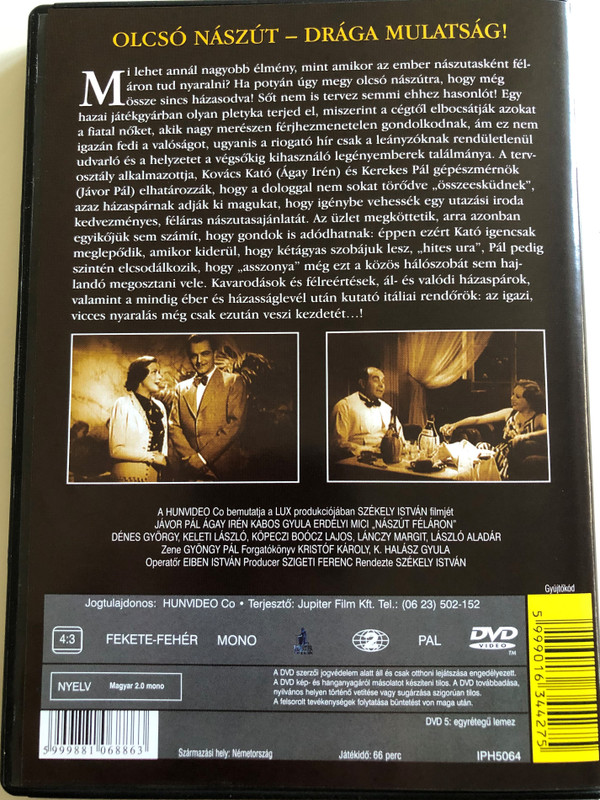 OLCSÓ NÁSZÚT – DRÁGA MULATSÁG!
Mi lehet annál nagyobb élmény, mint amikor az ember nászutasként fél-
áron tud nyaralni? Ha potyán úgy megy olcsó nászútra, hogy még
össze sincs házasodva! Sőt nem is tervez semmi ehhez hasonlót! Egy
hazai játékgyárban olyan pletyka terjed el, miszerint a cégtől elbocsátják azokat
a fiatal nőket, akik nagy merészen férjhezmenetelen gondolkodnak, ám ez nem
igazán fedi a valóságot, ugyanis a riogató hír csak a leányzóknak rendületlenül
udvarló és a helyzetet a végsőkig kihasználó legényemberek találmánya. A terv-
osztály alkalmazottja, Kovács Kató (Ágay Irén) és Kerekes Pál gépészmérnök
(Jávor Pál) elhatározzák, hogy a dologgal nem sokat törődve „összeesküdnek”,
azaz házaspárnak adják ki magukat, hogy igénybe vehessék egy utazási iroda
kedvezményes, féláras nászutasajánlatát. Az üzlet megköttetik, arra azonban
egyikőjük sem számít, hogy gondok is adódhatnak: éppen ezért Kató igencsak
meglepődik, amikor kiderül, hogy kétágyas szobájuk lesz, „hites ura”, Pál pedig
szintén elcsodálkozik, hogy „asszonya” még ezt a közös hálószobát sem haj-
landó megosztani vele. Kavarodások és félreértések, ál- és valódi házaspárok,
valamint a mindig éber és házasságlevél után kutató itáliai rendőrök: az igazi,
vicces nyaralás még csak ezután veszi kezdetét…!
A HUNVIDEO Co bemutatja a LUX produkciójában SZÉKELY ISTVÁN filmjét
JÁVOR PÁL ÁGAY IRÉN KABOS GYULA ERDÉLYI MICI „NÁSZÚT FÉLÁRON”
DÉNES GYÖRGY, KELETI LÁSZLÓ, KÖPECZI BOÓCZ LAJOS, LÁNCZY MARGIT, LÁSZLÓ ALADÁR
Zene GYÖNGY PÁL Forgatókönyv KRISTÓF KÁROLY, K. HALÁSZ GYULA
Operatőr EIBEN ISTVÁN Producer SZIGETI FERENC Rendezte SZÉKELY ISTVÁN
Gyűjtőkód
Jogtulajdonos: HUNVIDEO Co • Terjesztő: Jupiter Film Kft. Tel.: (06 23) 502-152
4:3 FEKETE-FEHÉR MONO 2 PAL DVD
VIDEO
TM
NYELV Magyar 2.0 mono
A DVD szerzői jogvédelem alatt áll és csak otthoni lejátszása engedélyezett.
A DVD kép- és hanganyagáról másolatot készíteni tilos. A DVD továbbadása,
nyilvános helyen történő vetítése vagy sugárzása szigorúan tilos.
A felsorolt tevékenységek folytatása büntetést von maga után.
DVD 5: egyrétegű lemez
5 999881 068863
Származási hely: Németország Játékidő: 66 perc IPH5064
5 999016 344275